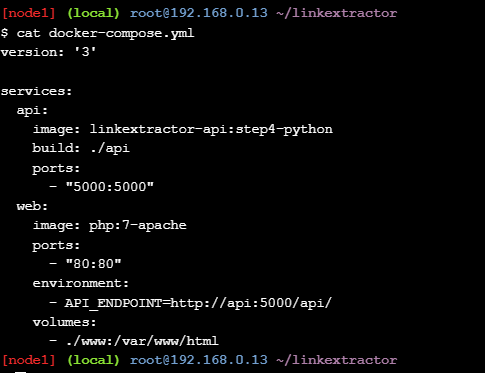 [node1] (local) root@192.168.0.13 ~/linkextractor
$ cat docker-compose.yml
version: '3'

services:
  api:
    image: linkextractor-api:step4-python
    build: ./api
    ports:
      - "5000:5000"
  web:
    image: php:7-apache
    ports:
      - "80:80"
    environment:
      - API_ENDPOINT=http://api:5000/api/
    volumes:
      - ./www:/var/www/html
[node1] (local) root@192.168.0.13 ~/linkextractor